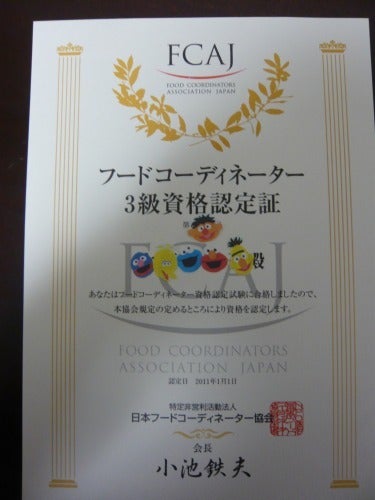 FCAJ
FOOD COORDINATORS
ASSOCIATION JAPAN
フードコーディネーター
3級資格認定証
第
殿
FCAJ
あなたはフードコーディネーター資格認定試験に合格しましたので、
本協会規定の定めるところにより資格を認定します。
FOOD COORDINATORS
ASSOCIATION JAPAN
認定日 2011年1月1日
特定非営利活動法人
日本フードコーディネーター協会
会長
小池鉄夫